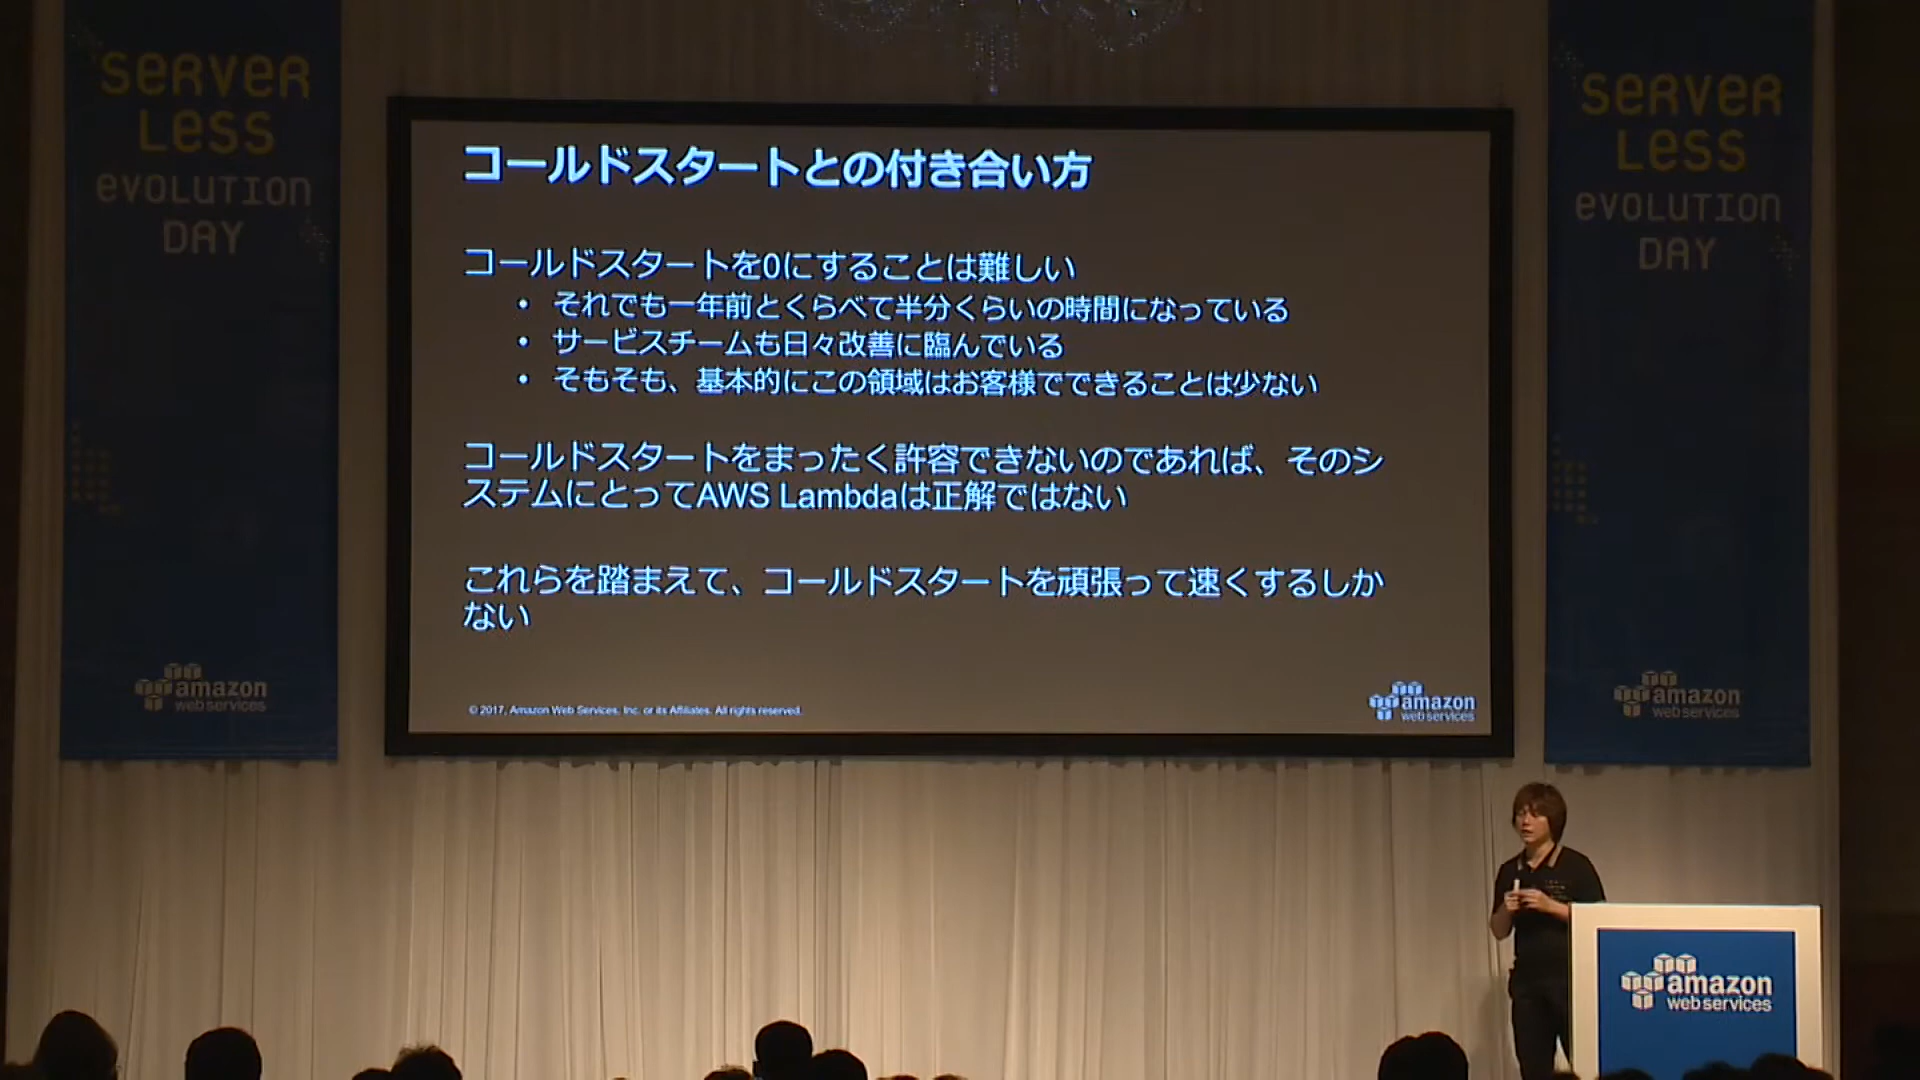 SERVER
LESS
EVOLUTION
DAY
amazon
webservices
コールドスタートとの付き合い方
コールドスタートを0にすることは難しい
• それでも一年前とくらべて半分くらいの時間になっている
• サービスチームも日々改善に臨んでいる
• そもそも、基本的にこの領域はお客様でできることは少ない
コールドスタートをまったく許容できないのであれば、そのシ
ステムにとってAWS Lambdaは正解ではない
これらを踏まえて、コールドスタートを頑張って速くするしか
ない
© 2017, Amazon Web Services, Inc. or its Affiliates. All rights reserved.
amazon
webservices
SERVER
LESS
EVOLUTION
DAY
amazon
webservices
amazon
webservices